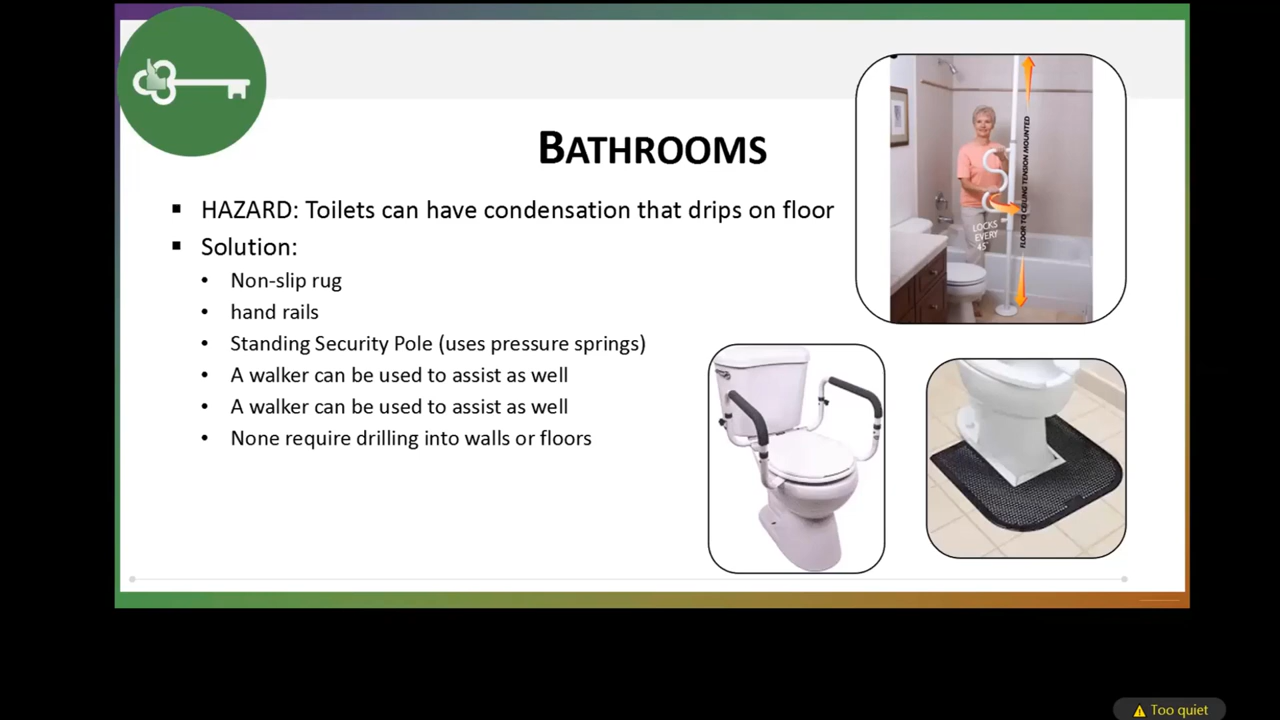 BATHROOMS
HAZARD: Toilets can have condensation that drips on floor
Solution:
Non-slip rug
hand rails
Standing Security Pole (uses pressure springs)
A walker can be used to assist as well
A walker can be used to assist as well
None require drilling into walls or floors
FLOOR TO CEILING TENSION MOUNTED
LOCKS
EVERY
45°
Too quiet